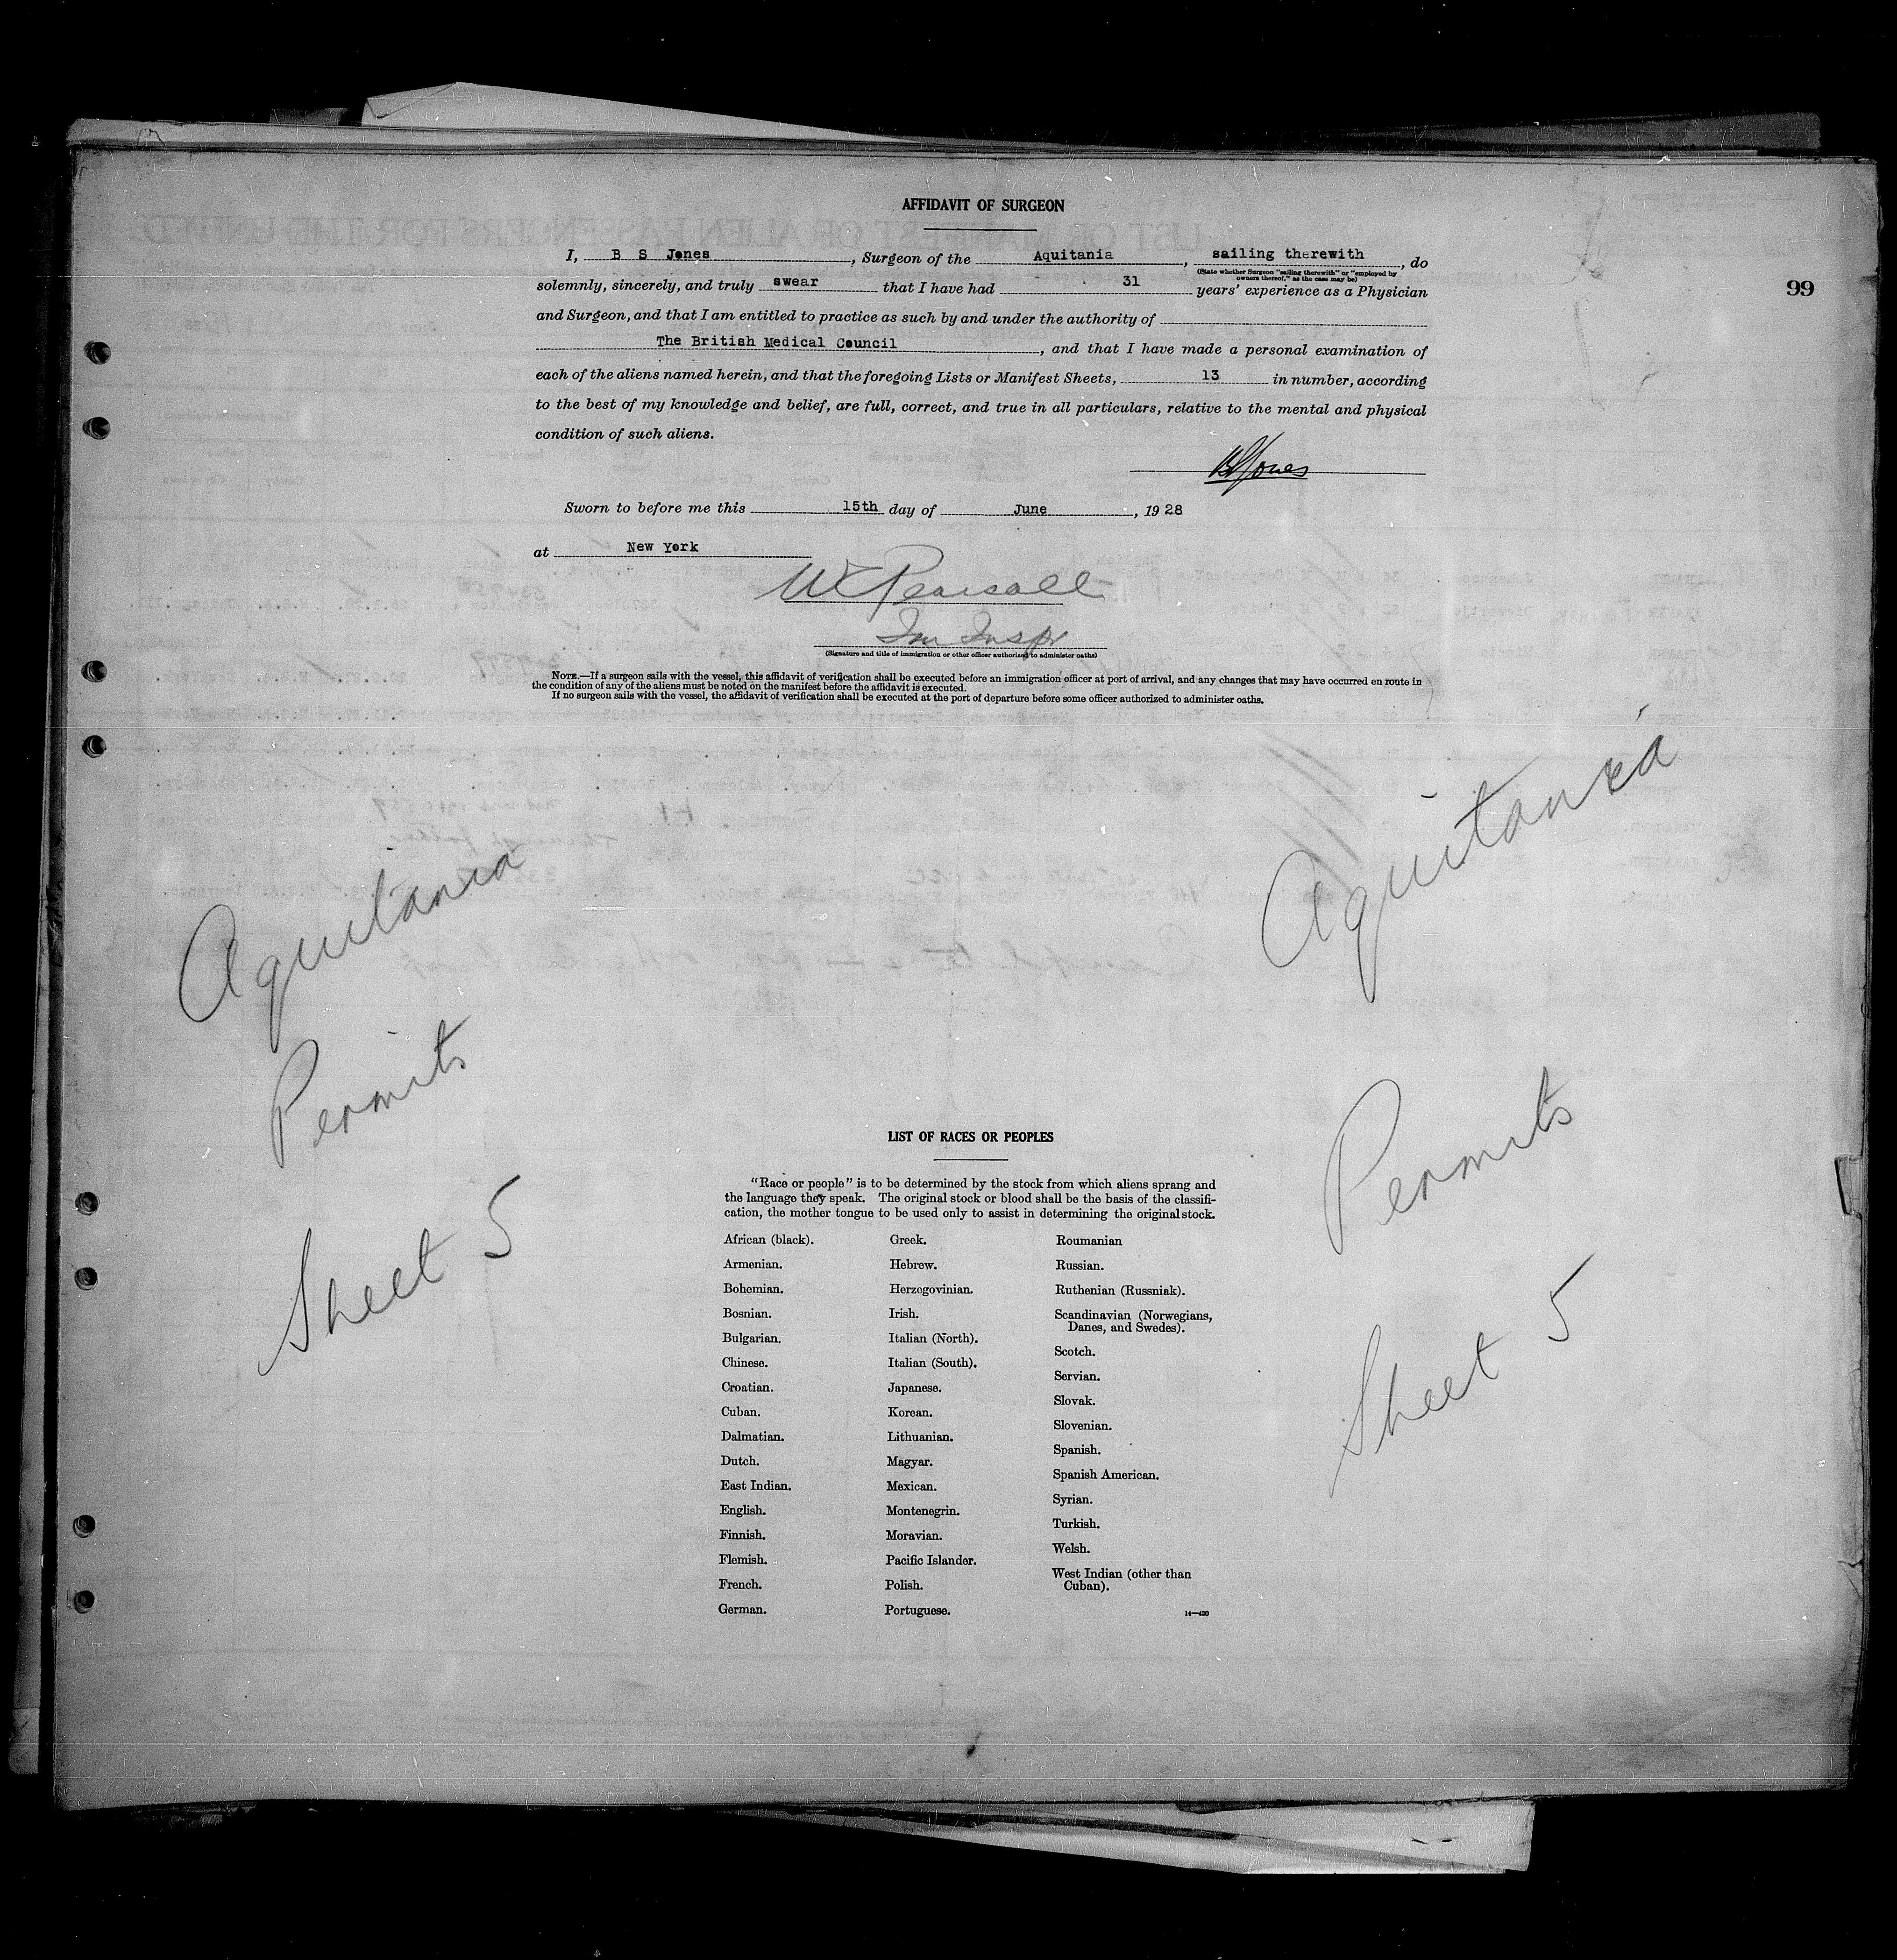 AFFIDAVIT OF SURGEON
I, B S Jones, Surgeon of the Aquitania, sailing therewith, do
(State whether Surgeon "sailing therewith" or "employed by
owners thereof," as the case may be)
solemnly, sincerely, and truly swear that I have had 31 years' experience as a Physician
99
and Surgeon, and that I am entitled to practice as such by and under the authority of
The British Medical Council, and that I have made a personal examination of
each of the aliens named herein, and that the foregoing Lists or Manifest Sheets, 13 in number, according
to the best of my knowledge and belief, are full, correct, and true in all particulars, relative to the mental and physical
condition of such aliens.
BSJones
Sworn to before me this 15th day of June, 1928
at New York
W Pearsall
Im Inspr
(Signature and title of immigration or other officer authorized to administer oaths)
NOTE.—If a surgeon sails with the vessel, this affidavit of verification shall be executed before an immigration officer at port of arrival, and any changes that may have occurred en route in
the condition of any of the aliens must be noted on the manifest before the affidavit is executed.
If no surgeon sails with the vessel, the affidavit of verification shall be executed at the port of departure before some officer authorized to administer oaths.
Aquitania
Permits
Sheet 5
Aquitania
Permits
Sheet 5
LIST OF RACES OR PEOPLES
"Race or people" is to be determined by the stock from which aliens sprang and
the language they speak. The original stock or blood shall be the basis of the classifi-
cation, the mother tongue to be used only to assist in determining the original stock.
African (black).
Armenian.
Bohemian.
Bosnian.
Bulgarian.
Chinese.
Croatian.
Cuban.
Dalmatian.
Dutch.
East Indian.
English.
Finnish.
Flemish.
French.
German.
Greek.
Hebrew.
Herzegovinian.
Irish.
Italian (North).
Italian (South).
Japanese.
Korean.
Lithuanian.
Magyar.
Mexican.
Montenegrin.
Moravian.
Pacific Islander.
Polish.
Portuguese.
Roumanian
Russian.
Ruthenian (Russniak).
Scandinavian (Norwegians,
Danes, and Swedes).
Scotch.
Servian.
Slovak.
Slovenian.
Spanish.
Spanish American.
Syrian.
Turkish.
Welsh.
West Indian (other than
Cuban).
14—430